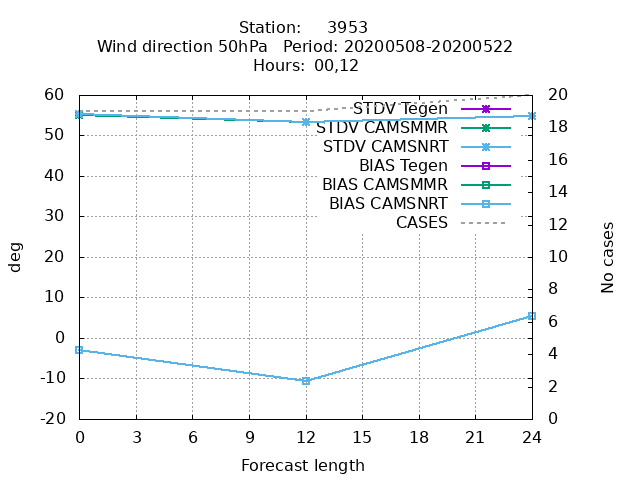 Station: 3953
Wind direction 50hPa Period: 20200508-20200522
Hours: 00,12
60
50
40
30
20
10
0
-10
-20
deg
20
18
16
14
12
10
8
6
4
2
0
No cases
STDV Tegen
STDV CAMSMMR
STDV CAMSNRT
BIAS Tegen
BIAS CAMSMMR
BIAS CAMSNRT
CASES
0 3 6 9 12 15 18 21 24
Forecast length